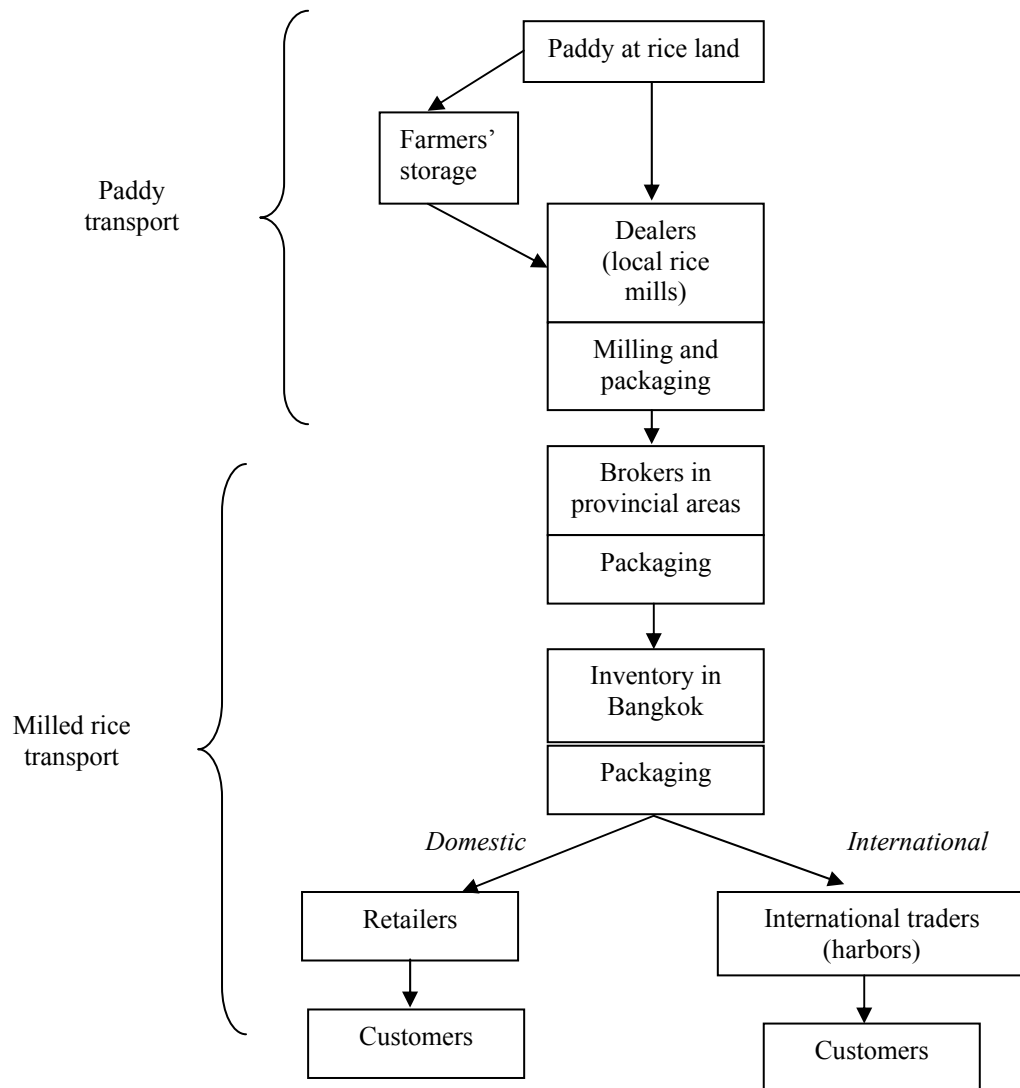 Paddy at rice land
Farmers’
storage
Paddy
transport
Dealers
(local rice
mills)
Milling and
packaging
Brokers in
provincial areas
Packaging
Inventory in
Bangkok
Milled rice
transport
Packaging
Domestic
International
Retailers
International traders
(harbors)
Customers
Customers